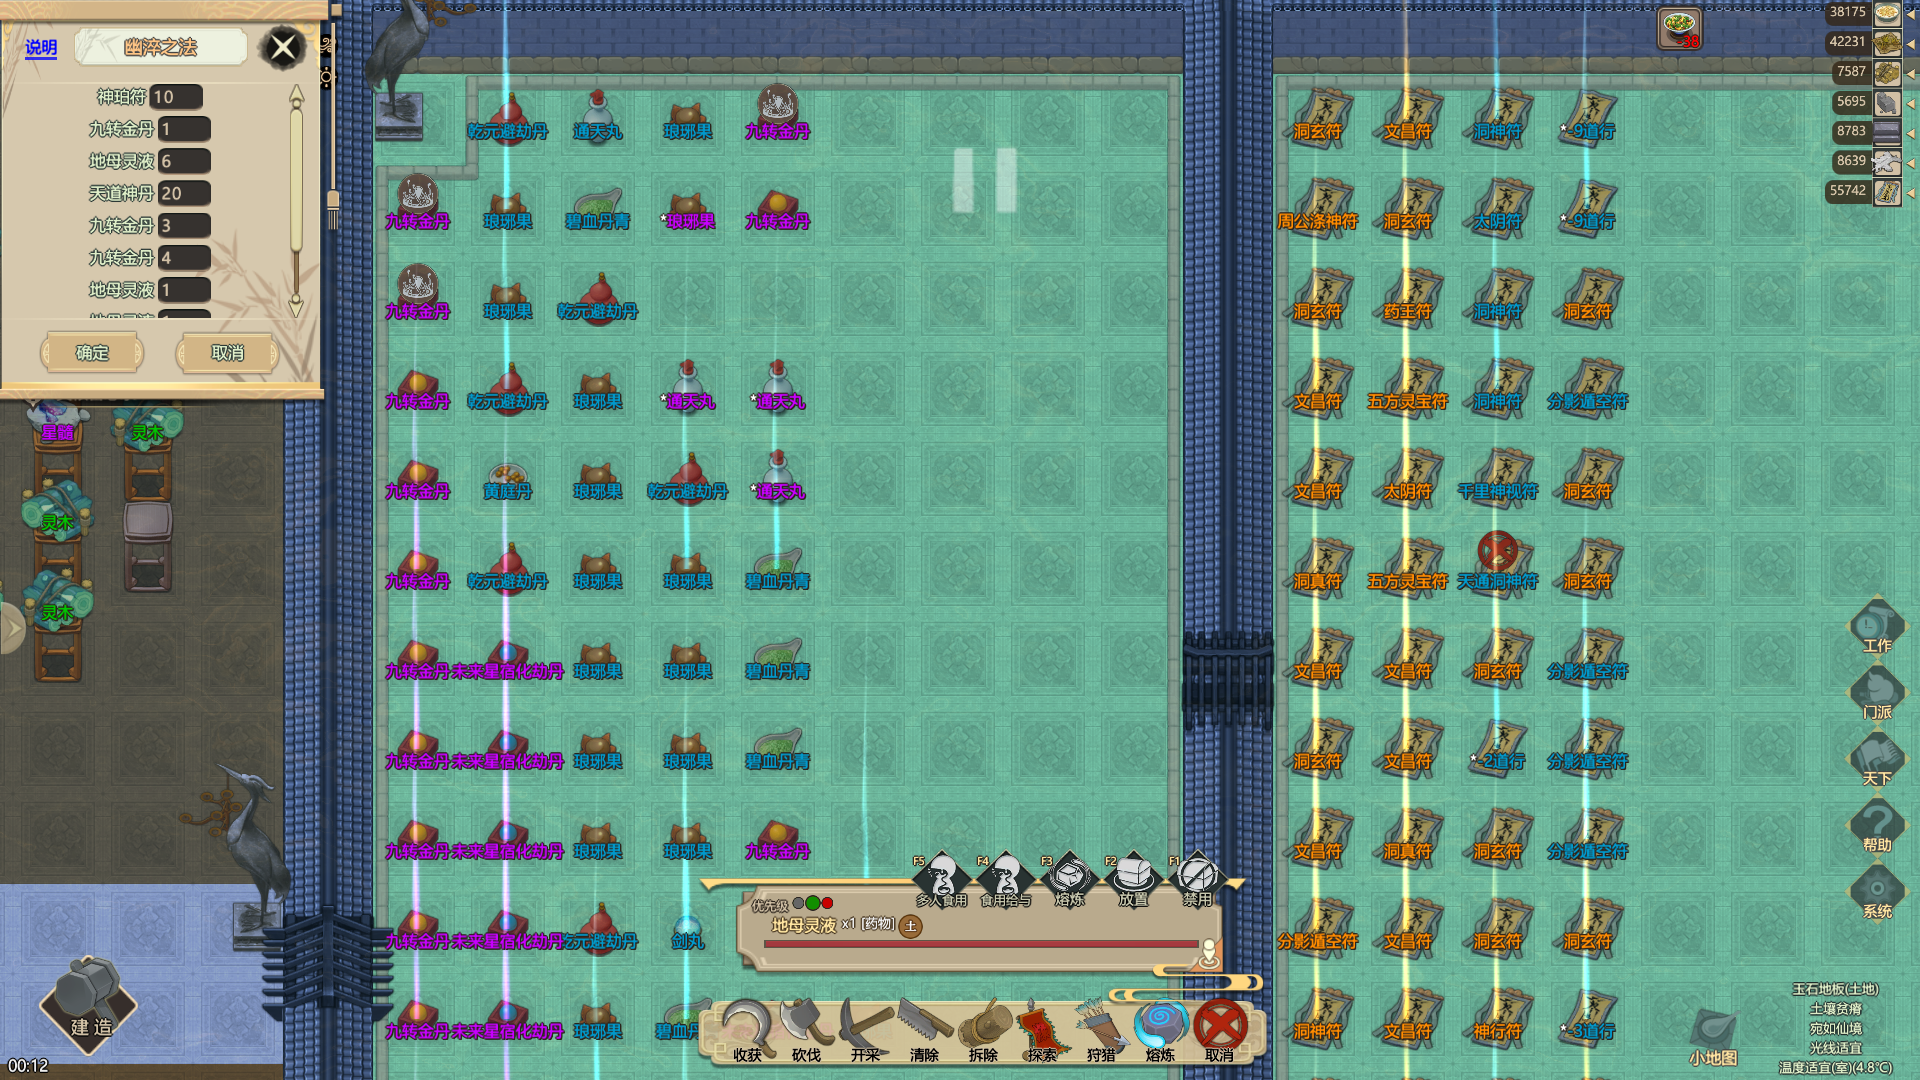 说明
幽淬之法
神珀符 10
九转金丹 1
地母灵液 6
天道神丹 20
九转金丹 3
九转金丹 4
地母灵液 1
确定
取消
38175
42231
7587
5695
8783
8639
55742
-38
星髓
灵木
灵木
灵木
乾元避劫丹 通天丸 琅琊果 九转金丹
九转金丹 琅琊果 碧血丹青 *琅琊果 九转金丹
九转金丹 琅琊果 乾元避劫丹
九转金丹 乾元避劫丹 琅琊果 *通天丸 *通天丸
九转金丹 黄庭丹 琅琊果 乾元避劫丹 *通天丸
九转金丹 乾元避劫丹 琅琊果 琅琊果 碧血丹青
九转金丹 未来星宿化劫丹 琅琊果 琅琊果 碧血丹青
九转金丹 未来星宿化劫丹 琅琊果 琅琊果 碧血丹青
九转金丹 未来星宿化劫丹 琅琊果 琅琊果 九转金丹
九转金丹 未来星宿化劫丹 乾元避劫丹 剑丸
九转金丹 未来星宿化劫丹 琅琊果 碧血丹
洞玄符 文昌符 洞神符 *-9道行
周公涤神符 洞玄符 太阴符 *-9道行
洞玄符 药王符 洞神符 洞玄符
文昌符 五方灵宝符 洞神符 分影遁空符
文昌符 太阴符 千里神视符 洞玄符
洞真符 五方灵宝符 天通洞神符 洞玄符
文昌符 文昌符 洞玄符 分影遁空符
洞玄符 文昌符 *-2道行 分影遁空符
文昌符 洞真符 洞玄符 分影遁空符
分影遁空符 文昌符 洞玄符 洞玄符
洞神符 文昌符 神行符 *-3道行
F5 F4 F3 F2 F1
多人食用 食用给与 熔炼 放置 禁用
优先级
地母灵液 x1 [药物] 土
收获 砍伐 开采 清除 拆除 探索 狩猎 熔炼 取消
工作
门派
天下
帮助
系统
建造
00:12
小地图
玉石地板(土地)
土壤贫瘠
宛如仙境
光线适宜
温度适宜(室)(4.8℃)